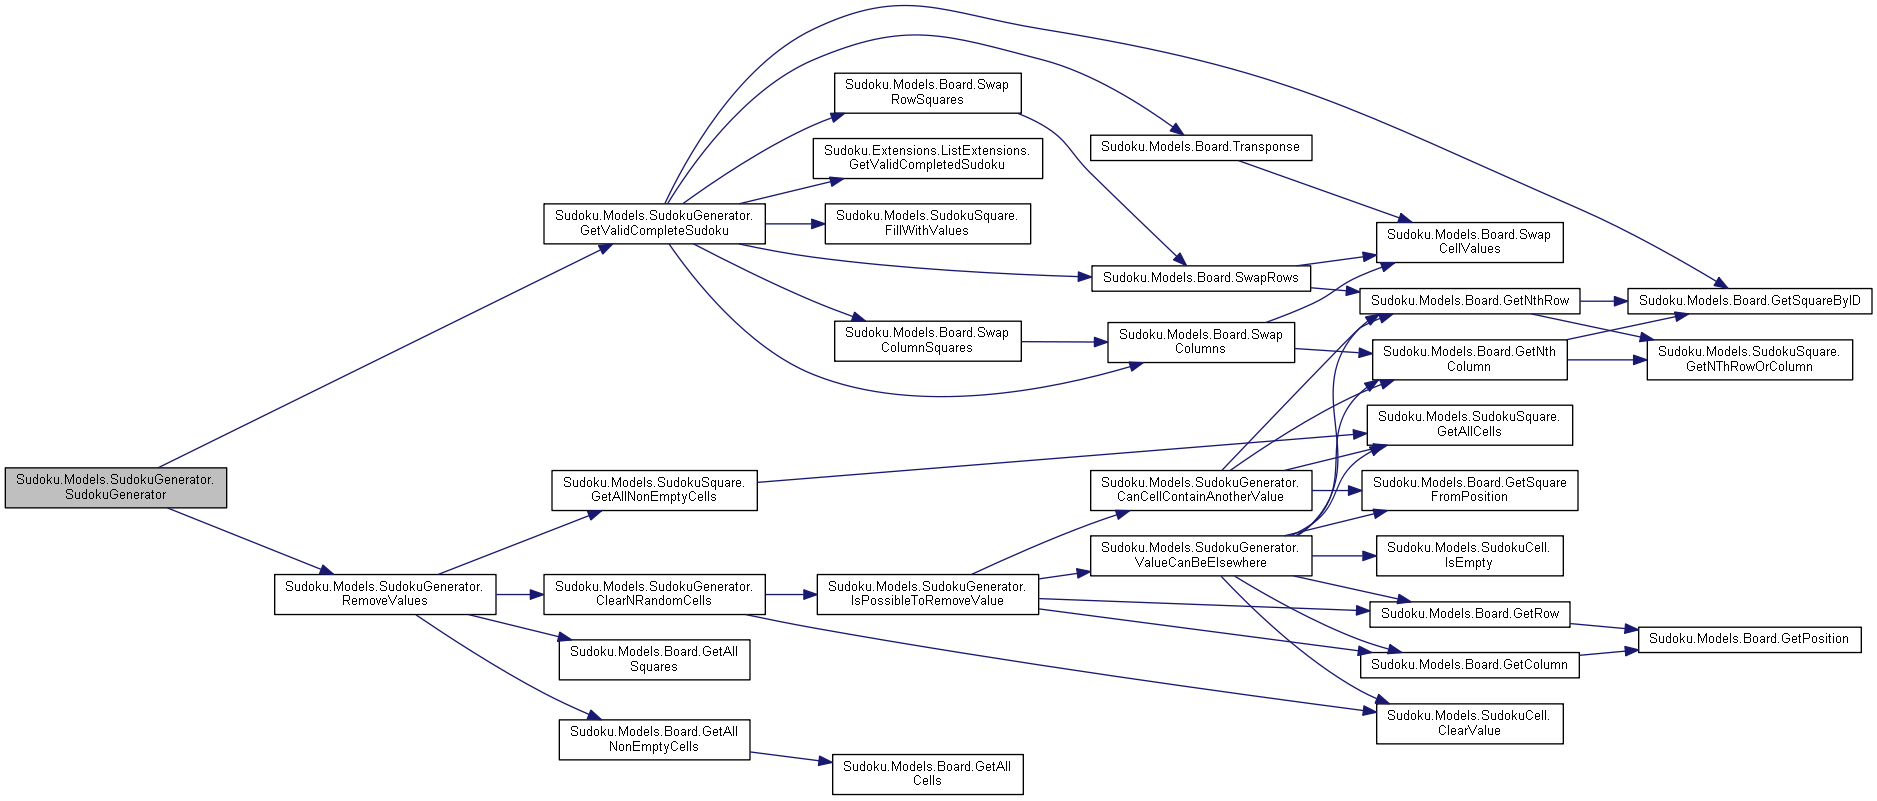 Sudoku.Models.SudokuGenerator.
SudokuGenerator
Sudoku.Models.SudokuGenerator.
GetValidCompleteSudoku
Sudoku.Models.SudokuGenerator.
RemoveValues
Sudoku.Models.Board.Swap
RowSquares
Sudoku.Extensions.ListExtensions.
GetValidCompletedSudoku
Sudoku.Models.SudokuSquare.
FillWithValues
Sudoku.Models.Board.Swap
ColumnSquares
Sudoku.Models.SudokuSquare.
GetAllNonEmptyCells
Sudoku.Models.SudokuGenerator.
ClearNRandomCells
Sudoku.Models.Board.GetAll
Squares
Sudoku.Models.Board.GetAll
NonEmptyCells
Sudoku.Models.SudokuGenerator.
IsPossibleToRemoveValue
Sudoku.Models.Board.GetAll
Cells
Sudoku.Models.Board.Transponse
Sudoku.Models.Board.SwapRows
Sudoku.Models.Board.Swap
Columns
Sudoku.Models.SudokuGenerator.
CanCellContainAnotherValue
Sudoku.Models.SudokuGenerator.
ValueCanBeElsewhere
Sudoku.Models.Board.Swap
CellValues
Sudoku.Models.Board.GetNthRow
Sudoku.Models.Board.GetNth
Column
Sudoku.Models.SudokuSquare.
GetAllCells
Sudoku.Models.Board.GetSquare
FromPosition
Sudoku.Models.SudokuCell.
IsEmpty
Sudoku.Models.Board.GetRow
Sudoku.Models.Board.GetColumn
Sudoku.Models.SudokuCell.
ClearValue
Sudoku.Models.Board.GetSquareByID
Sudoku.Models.SudokuSquare.
GetNThRowOrColumn
Sudoku.Models.Board.GetPosition